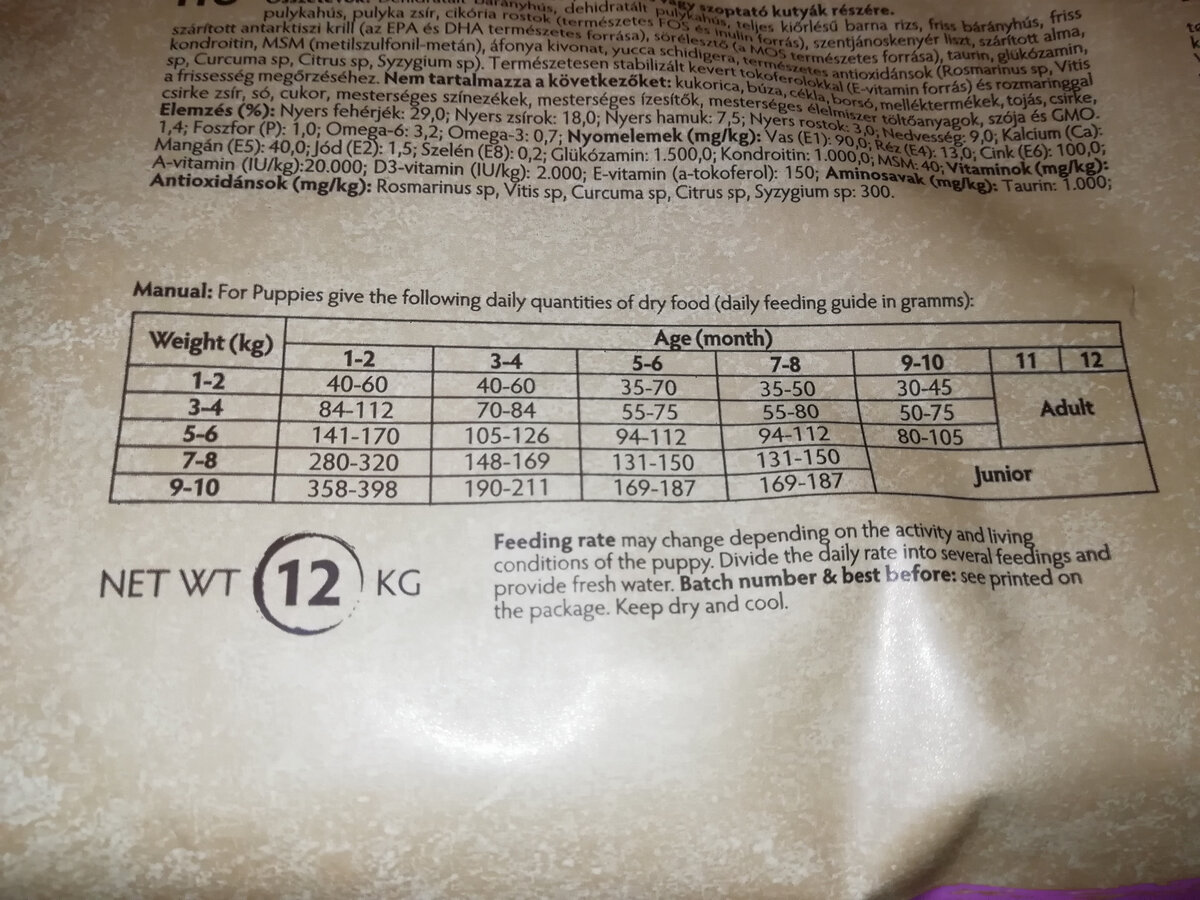 HU Összetevők: Dehidratált bárányhús, dehidratált pulykahús, vagy szoptató kutyák részére.
pulykahús, pulyka zsír, cikória rostok (természetes FOS és inulin forrás), teljes kiőrlésű barna rizs, friss bárányhús, friss
szárított antarktiszi krill (az EPA és DHA természetes forrása), sörélesztő (a MOS természetes forrása), szentjánoskenyér liszt, szárított alma,
kondroitin, MSM (metilszulfonil-metán), áfonya kivonat, yucca schidigera, természetes antioxidánsok (Rosmarinus sp, Vitis taurin, glükózamin,
sp, Curcuma sp, Citrus sp, Syzygium sp). Természetesen stabilizált kevert tokoferolokkal (E-vitamin forrás) és rozmaringgal
a frissesség megőrzéséhez. Nem tartalmazza a következőket: kukorica, búza, cékla, borsó, melléktermékek, tojás, csirke,
csirke zsír, só, cukor, mesterséges színezékek, mesterséges ízesítők, mesterséges élelmiszer töltőanyagok, szója és GMO.
Elemzés (%): Nyers fehérjék: 29,0; Nyers zsírok: 18,0; Nyers hamuk: 7,5; Nyers rostok: 3,0; Nedvesség: 9,0; Kalcium (Ca):
1,4; Foszfor (P): 1,0; Omega-6: 3,2; Omega-3: 0,7; Nyomelemek (mg/kg): Vas (E1): 90,0; Réz (E4): 13,0; Cink (E6): 100,0;
Mangán (E5): 40,0; Jód (E2): 1,5; Szelén (E8): 0,2; Glükózamin: 1.500,0; Kondroitin: 1.000,0; MSM: 40; Vitaminok (mg/kg):
A-vitamin (IU/kg):20.000; D3-vitamin (IU/kg): 2.000; E-vitamin (a-tokoferol): 150; Aminosavak (mg/kg): Taurin: 1.000;
Antioxidánsok (mg/kg): Rosmarinus sp, Vitis sp, Curcuma sp, Citrus sp, Syzygium sp: 300.
Manual: For Puppies give the following daily quantities of dry food (daily feeding guide in gramms):
Weight (kg) Age (month)
1-2 3-4 5-6 7-8 9-10 11 12
1-2 40-60 40-60 35-70 35-50 30-45
3-4 84-112 70-84 55-75 55-80 50-75 Adult
5-6 141-170 105-126 94-112 94-112 80-105
7-8 280-320 148-169 131-150 131-150 Junior
9-10 358-398 190-211 169-187 169-187
NET WT 12 KG
Feeding rate may change depending on the activity and living
conditions of the puppy. Divide the daily rate into several feedings and
provide fresh water. Batch number & best before: see printed on
the package. Keep dry and cool.